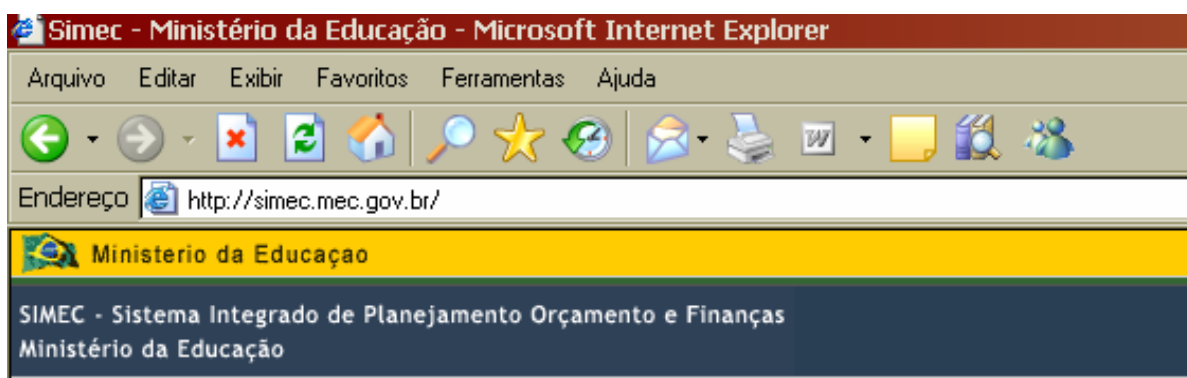 Simec - Ministério da Educação - Microsoft Internet Explorer
Arquivo Editar Exibir Favoritos Ferramentas Ajuda
W
Endereço http://simec.mec.gov.br/
Ministerio da Educaçao
SIMEC - Sistema Integrado de Planejamento Orçamento e Finanças
Ministério da Educação